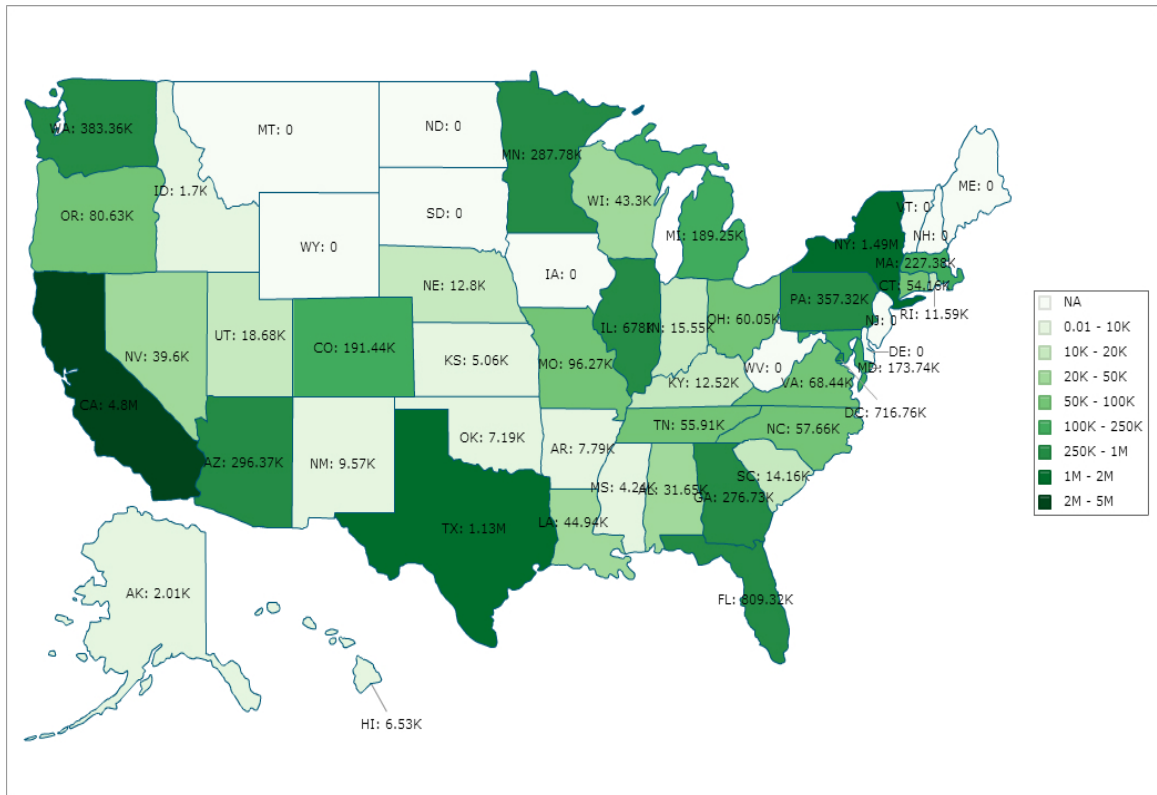 MT: 0
ND: 0
WA: 383.36K
MN: 287.78K
ID: 1.7K
ME: 0
OR: 80.63K
SD: 0
WI: 43.3K
VT: 0
NH: 0
MI: 189.25K
NY: 1.49M
WY: 0
MA: 227.38K
IA: 0
CT: 54.16K
NE: 12.8K
PA: 357.32K
RI: 11.59K
NJ: 0
OH: 60.05K
IL: 678K
IN: 15.55K
UT: 18.68K
CO: 191.44K
NV: 39.6K
KS: 5.06K
MO: 96.27K
DE: 0
WV: 0
MD: 173.74K
VA: 68.44K
KY: 12.52K
CA: 4.8M
DC: 716.76K
TN: 55.91K
NC: 57.66K
OK: 7.19K
AR: 7.79K
AZ: 296.37K
NM: 9.57K
SC: 14.16K
MS: 4.24K
AL: 31.65K
GA: 276.73K
LA: 44.94K
TX: 1.13M
AK: 2.01K
FL: 809.32K
HI: 6.53K
NA
0.01 - 10K
10K - 20K
20K - 50K
50K - 100K
100K - 250K
250K - 1M
1M - 2M
2M - 5M